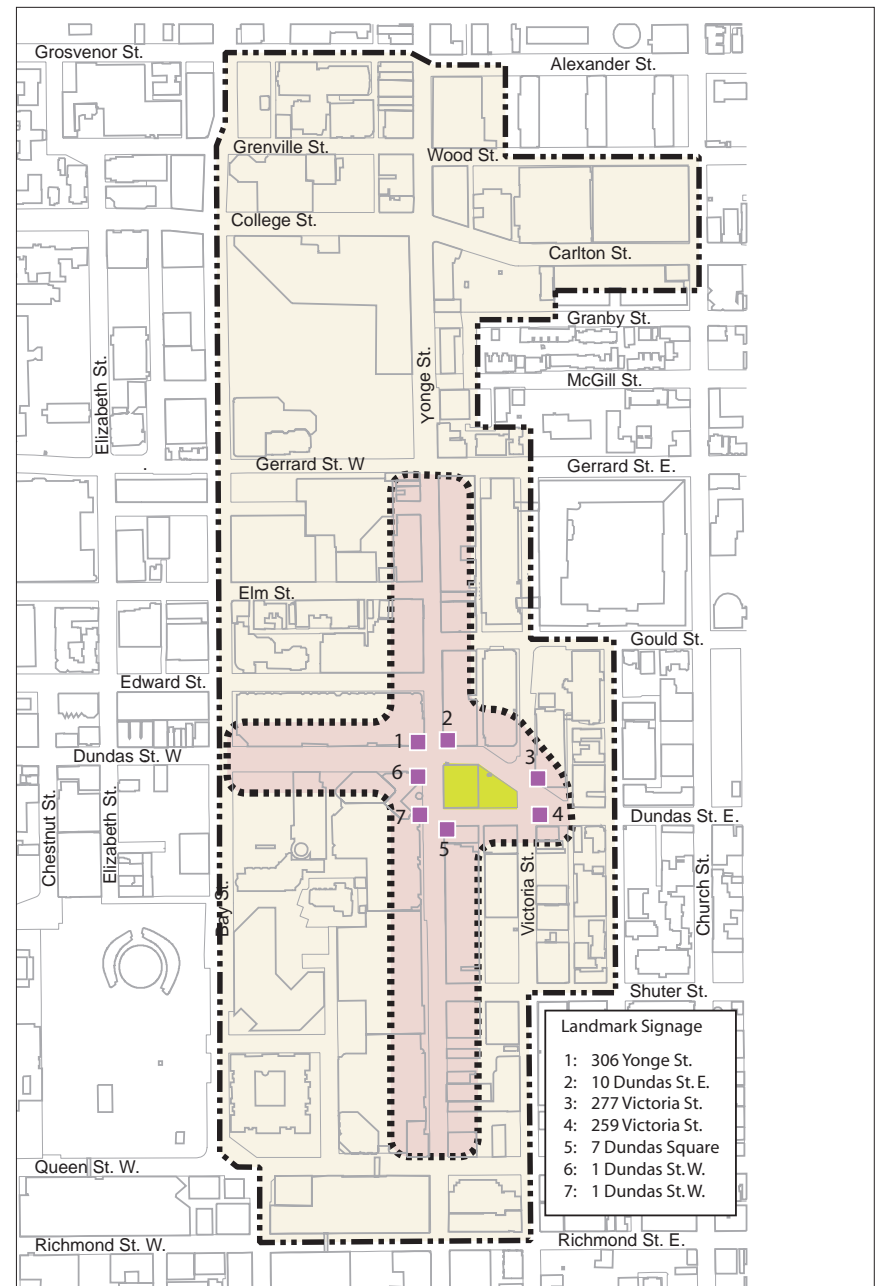 Grosvenor St.
Alexander St.
Grenville St.
Wood St.
College St.
Carlton St.
Granby St.
Yonge St.
McGill St.
Elizabeth St.
Gerrard St. W
Gerrard St. E.
Elm St.
Gould St.
Edward St.
1
2
Dundas St. W
3
6
7
4
5
Dundas St. E.
Chestnut St.
Elizabeth St.
Bay St.
Victoria St.
Church St.
Shuter St.
Landmark Signage
1: 306 Yonge St.
2: 10 Dundas St. E.
3: 277 Victoria St.
4: 259 Victoria St.
5: 7 Dundas Square
6: 1 Dundas St. W.
7: 1 Dundas St. W.
Queen St. W.
Richmond St. W.
Richmond St. E.